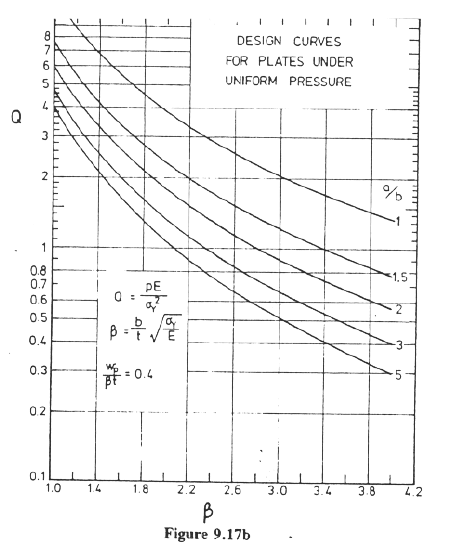 DESIGN CURVES
FOR PLATES UNDER
UNIFORM PRESSURE
Q
8
7
6
5
4
3
2
1
0.8
0.7
0.6
0.5
0.4
0.3
0.2
0.1
a/b
1
1,5
2
3
5
Q = pE / σY²
β = b/t √σY/E
wp/βt = 0.4
1.0 1.4 1.8 2.2 2.6 3.0 3.4 3.8 4.2
β
Figure 9.17b